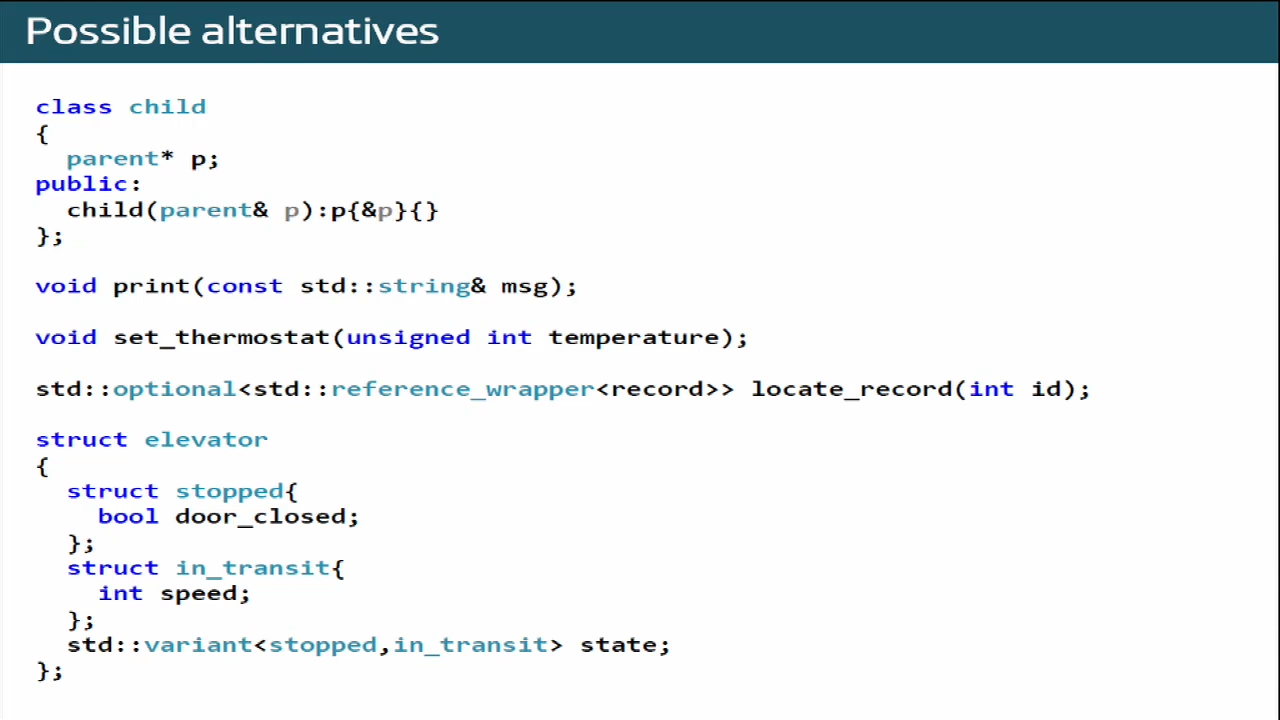 Possible alternatives
class child
{
  parent* p;
public:
  child(parent& p):p{&p}{}
};
void print(const std::string& msg);
void set_thermostat(unsigned int temperature);
std::optional<std::reference_wrapper<record>> locate_record(int id);
struct elevator
{
  struct stopped{
    bool door_closed;
  };
  struct in_transit{
    int speed;
  };
  std::variant<stopped,in_transit> state;
};